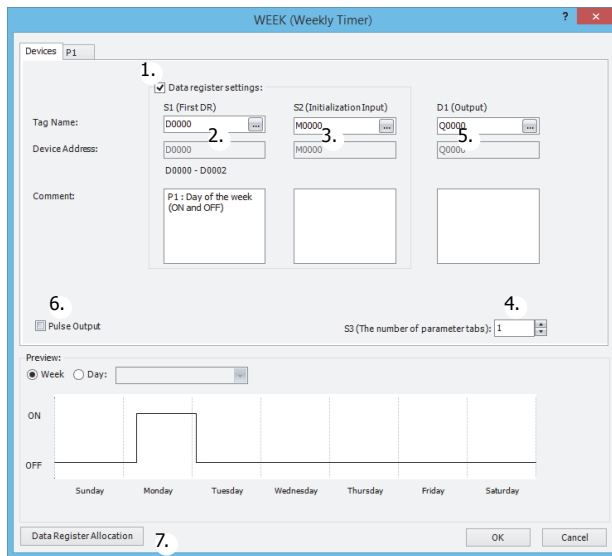 WEEK (Weekly Timer)
? ×
Devices P1
1.
Data register settings:
S1 (First DR) S2 (Initialization Input) D1 (Output)
Tag Name: D0000 ... M0000 ... Q0000 ...
2. 3. 5.
Device Address: D0000 M0000 Q0000
D0000 - D0002
Comment: P1 : Day of the week
(ON and OFF)
6. 4.
Pulse Output S3 (The number of parameter tabs): 1
Preview:
Week Day:
ON
OFF
Sunday Monday Tuesday Wednesday Thursday Friday Saturday
Data Register Allocation 7. OK Cancel